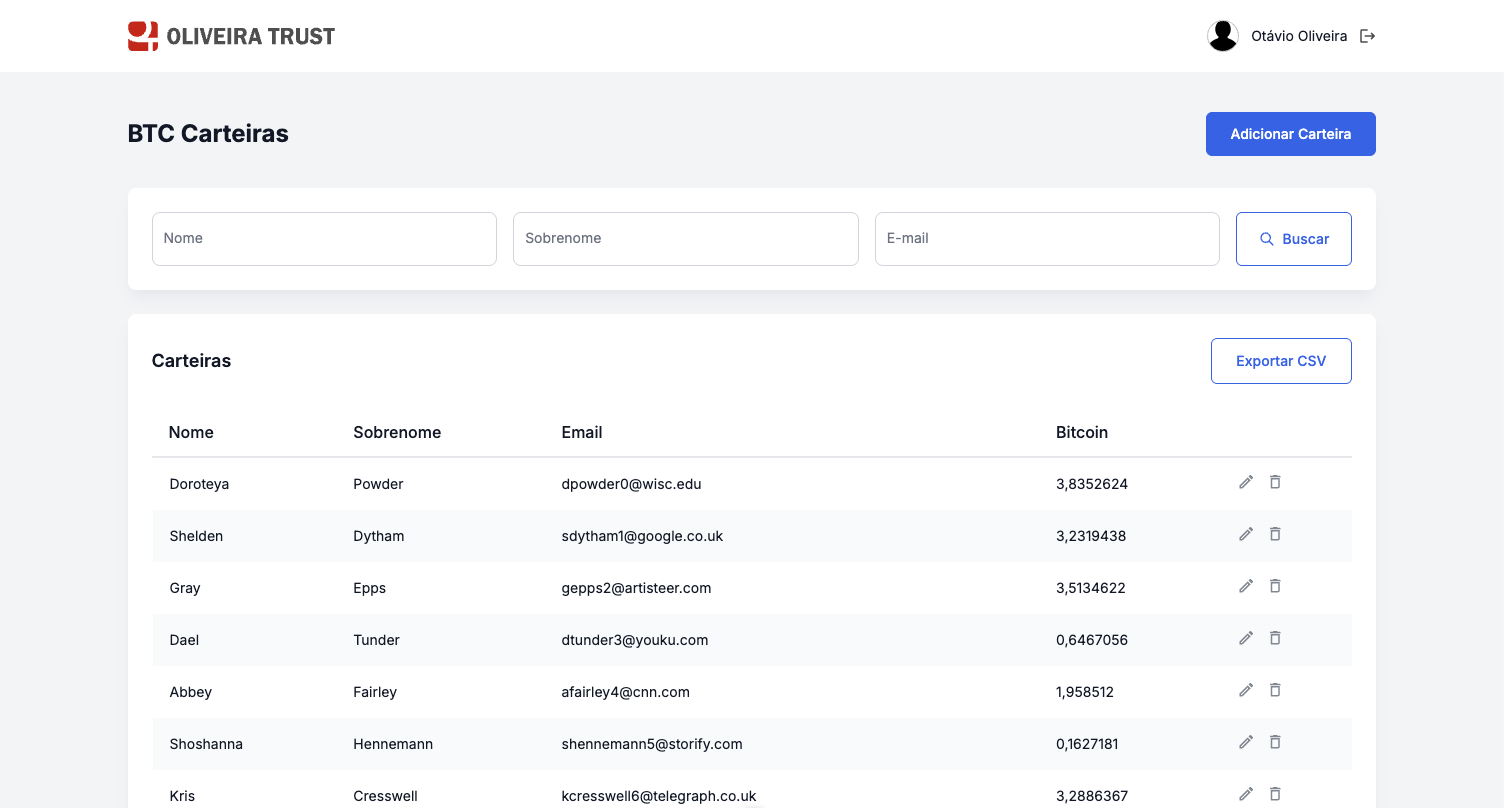 OLIVEIRA TRUST
Otávio Oliveira
BTC Carteiras
Adicionar Carteira
Nome Sobrenome E-mail Buscar
Carteiras
Exportar CSV
Nome Sobrenome Email Bitcoin
Doroteya Powder dpowder0@wisc.edu 3,8352624
Shelden Dytham sdytham1@google.co.uk 3,2319438
Gray Epps gepps2@artisteer.com 3,5134622
Dael Tunder dtunder3@youku.com 0,6467056
Abbey Fairley afairley4@cnn.com 1,958512
Shoshanna Hennemann shennemann5@storify.com 0,1627181
Kris Cresswell kcresswell6@telegraph.co.uk 3,2886367